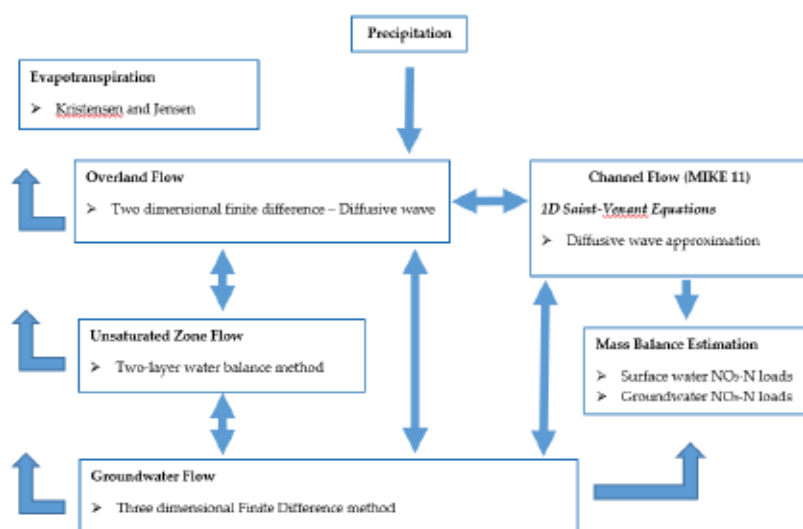 Precipitation
Evapotranspiration
➤ Kristensen and Jensen
Overland Flow
➤ Two dimensional finite difference – Diffusive wave
Channel Flow (MIKE 11)
1D Saint-Venant Equations
➤ Diffusive wave approximation
Unsaturated Zone Flow
➤ Two-layer water balance method
Mass Balance Estimation
➤ Surface water NO₃-N loads
➤ Groundwater NO₃-N loads
Groundwater Flow
➤ Three dimensional Finite Difference method